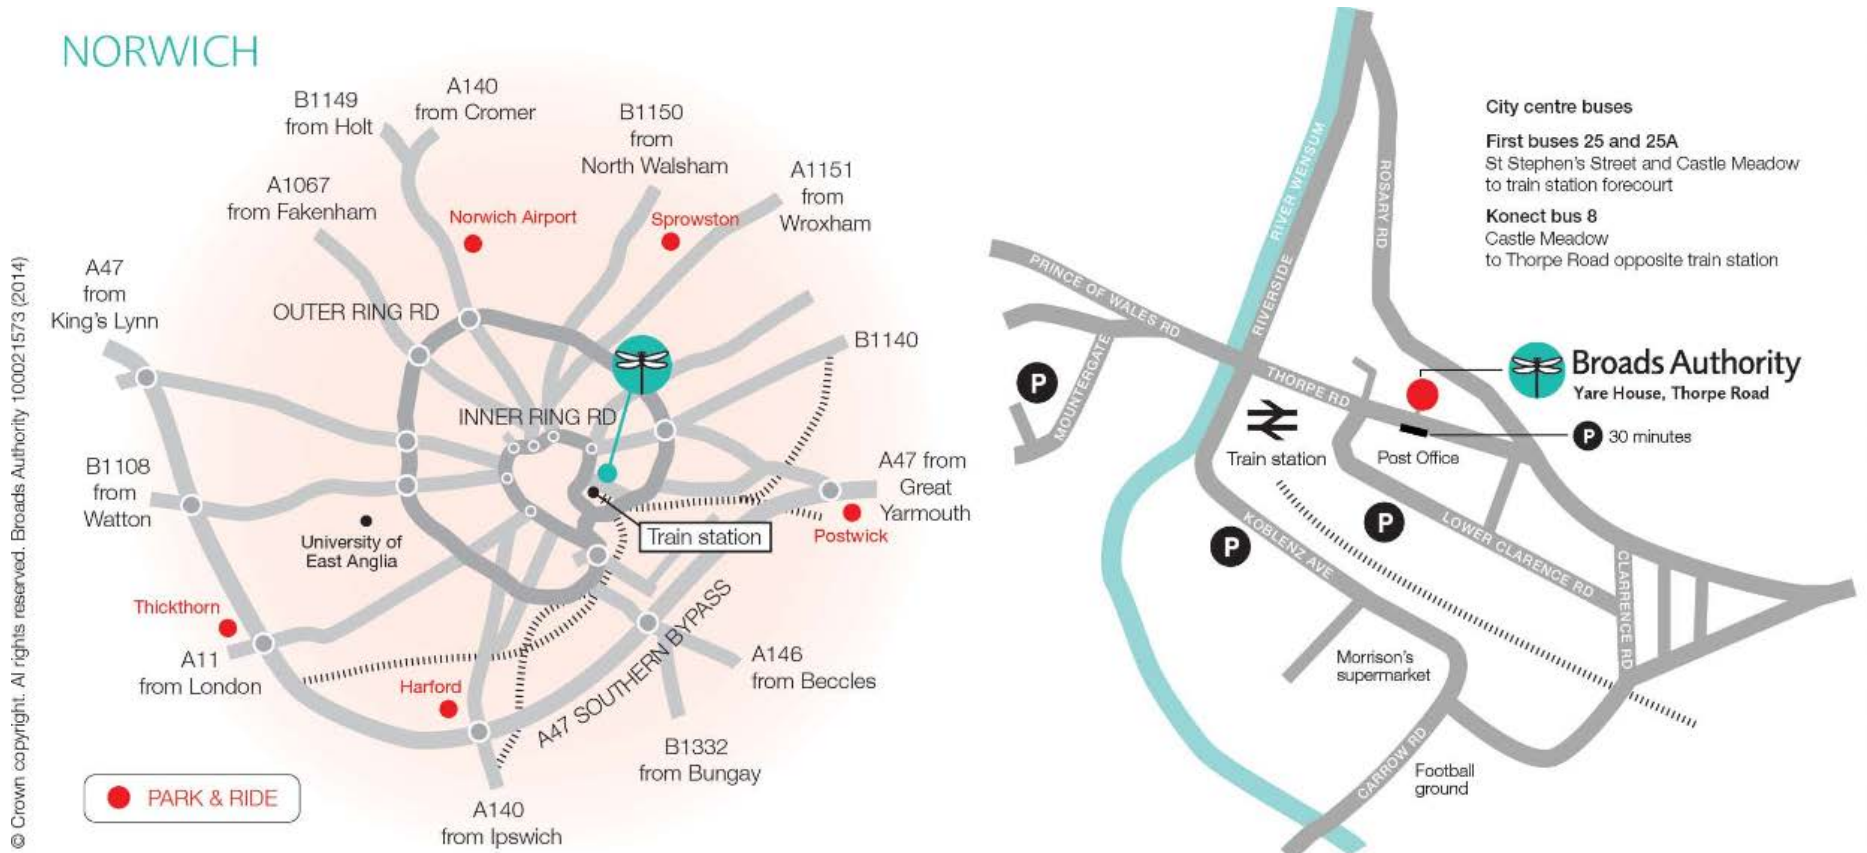 NORWICH
B1149
from Holt
A140
from Cromer
B1150
from
North Walsham
A1151
from
Wroxham
A1067
from Fakenham
Norwich Airport
Sprowston
A47
from
King's Lynn
OUTER RING RD
B1140
INNER RING RD
B1108
from
Watton
A47 from
Great
Yarmouth
University of
East Anglia
Train station
Postwick
Thickthorn
A11
from London
Harford
A47 SOUTHERN BYPASS
A146
from Beccles
B1332
from Bungay
A140
from Ipswich
PARK & RIDE
© Crown copyright. Al rights reserved. Broads Authority 100021573 (2014)
RIVER WENSUM
RIVERSIDE
ROSARY RD
PRINCE OF WALES RD
MOUNTERGATE
P
THORPE RD
Train station
Post Office
P
P
KOBLENZ AVE
LOWER CLARENCE RD
CLARRENCE RD
Morrison's
supermarket
CARROW RD
Football
ground
City centre buses
First buses 25 and 25A
St Stephen's Street and Castle Meadow
to train station forecourt
Konect bus 8
Castle Meadow
to Thorpe Road opposite train station
Broads Authority
Yare House, Thorpe Road
P 30 minutes